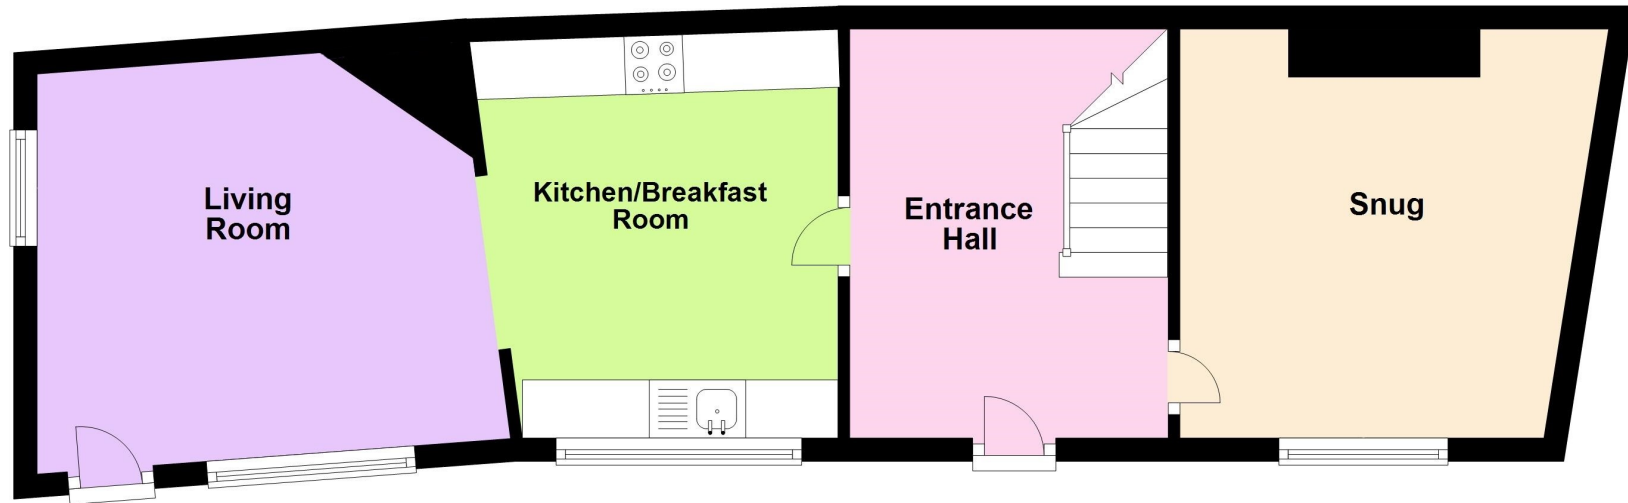 Living
Room
Kitchen/Breakfast
Room
Entrance
Hall
Snug